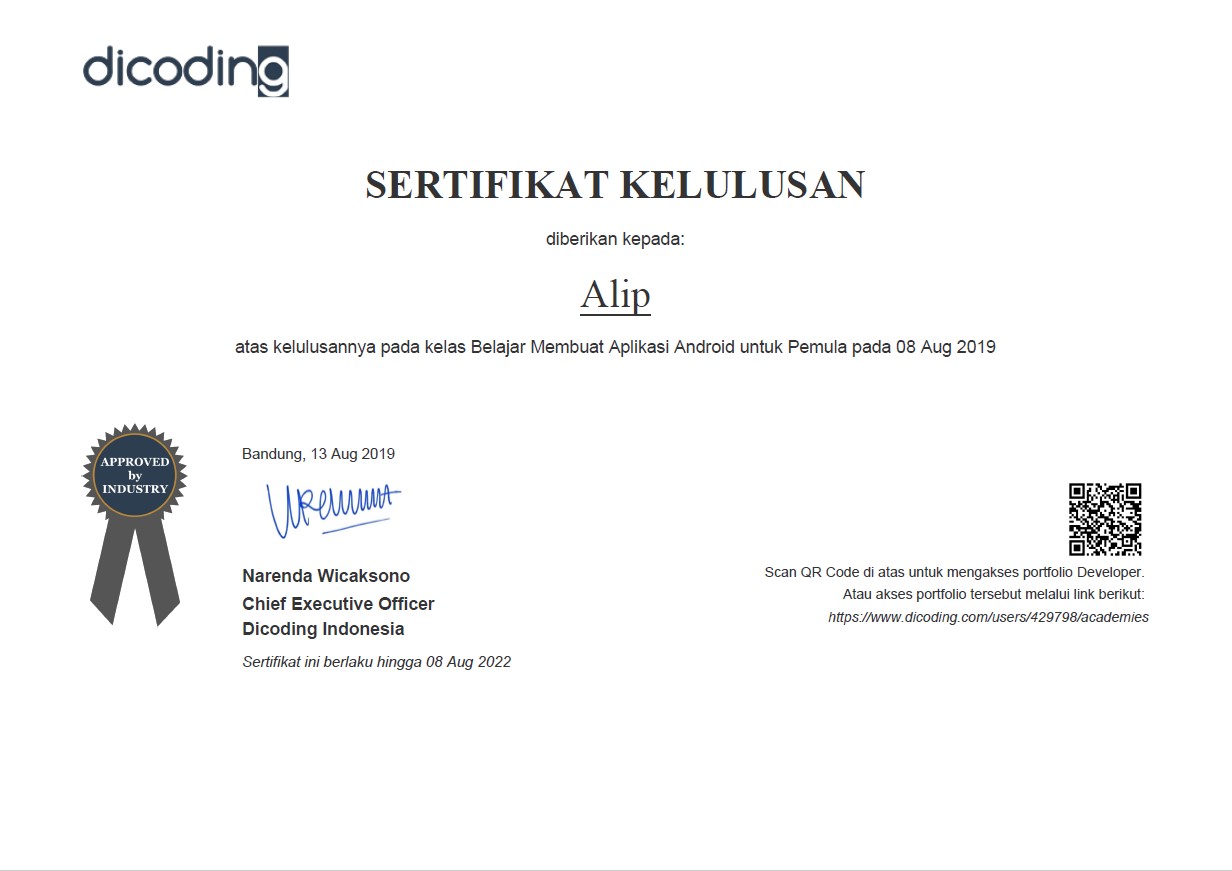 dicoding
SERTIFIKAT KELULUSAN
diberikan kepada:
Alip
atas kelulusannya pada kelas Belajar Membuat Aplikasi Android untuk Pemula pada 08 Aug 2019
APPROVED
by
INDUSTRY
Bandung, 13 Aug 2019
Narenda Wicaksono
Chief Executive Officer
Dicoding Indonesia
Sertifikat ini berlaku hingga 08 Aug 2022
Scan QR Code di atas untuk mengakses portfolio Developer.
Atau akses portfolio tersebut melalui link berikut:
https://www.dicoding.com/users/429798/academies